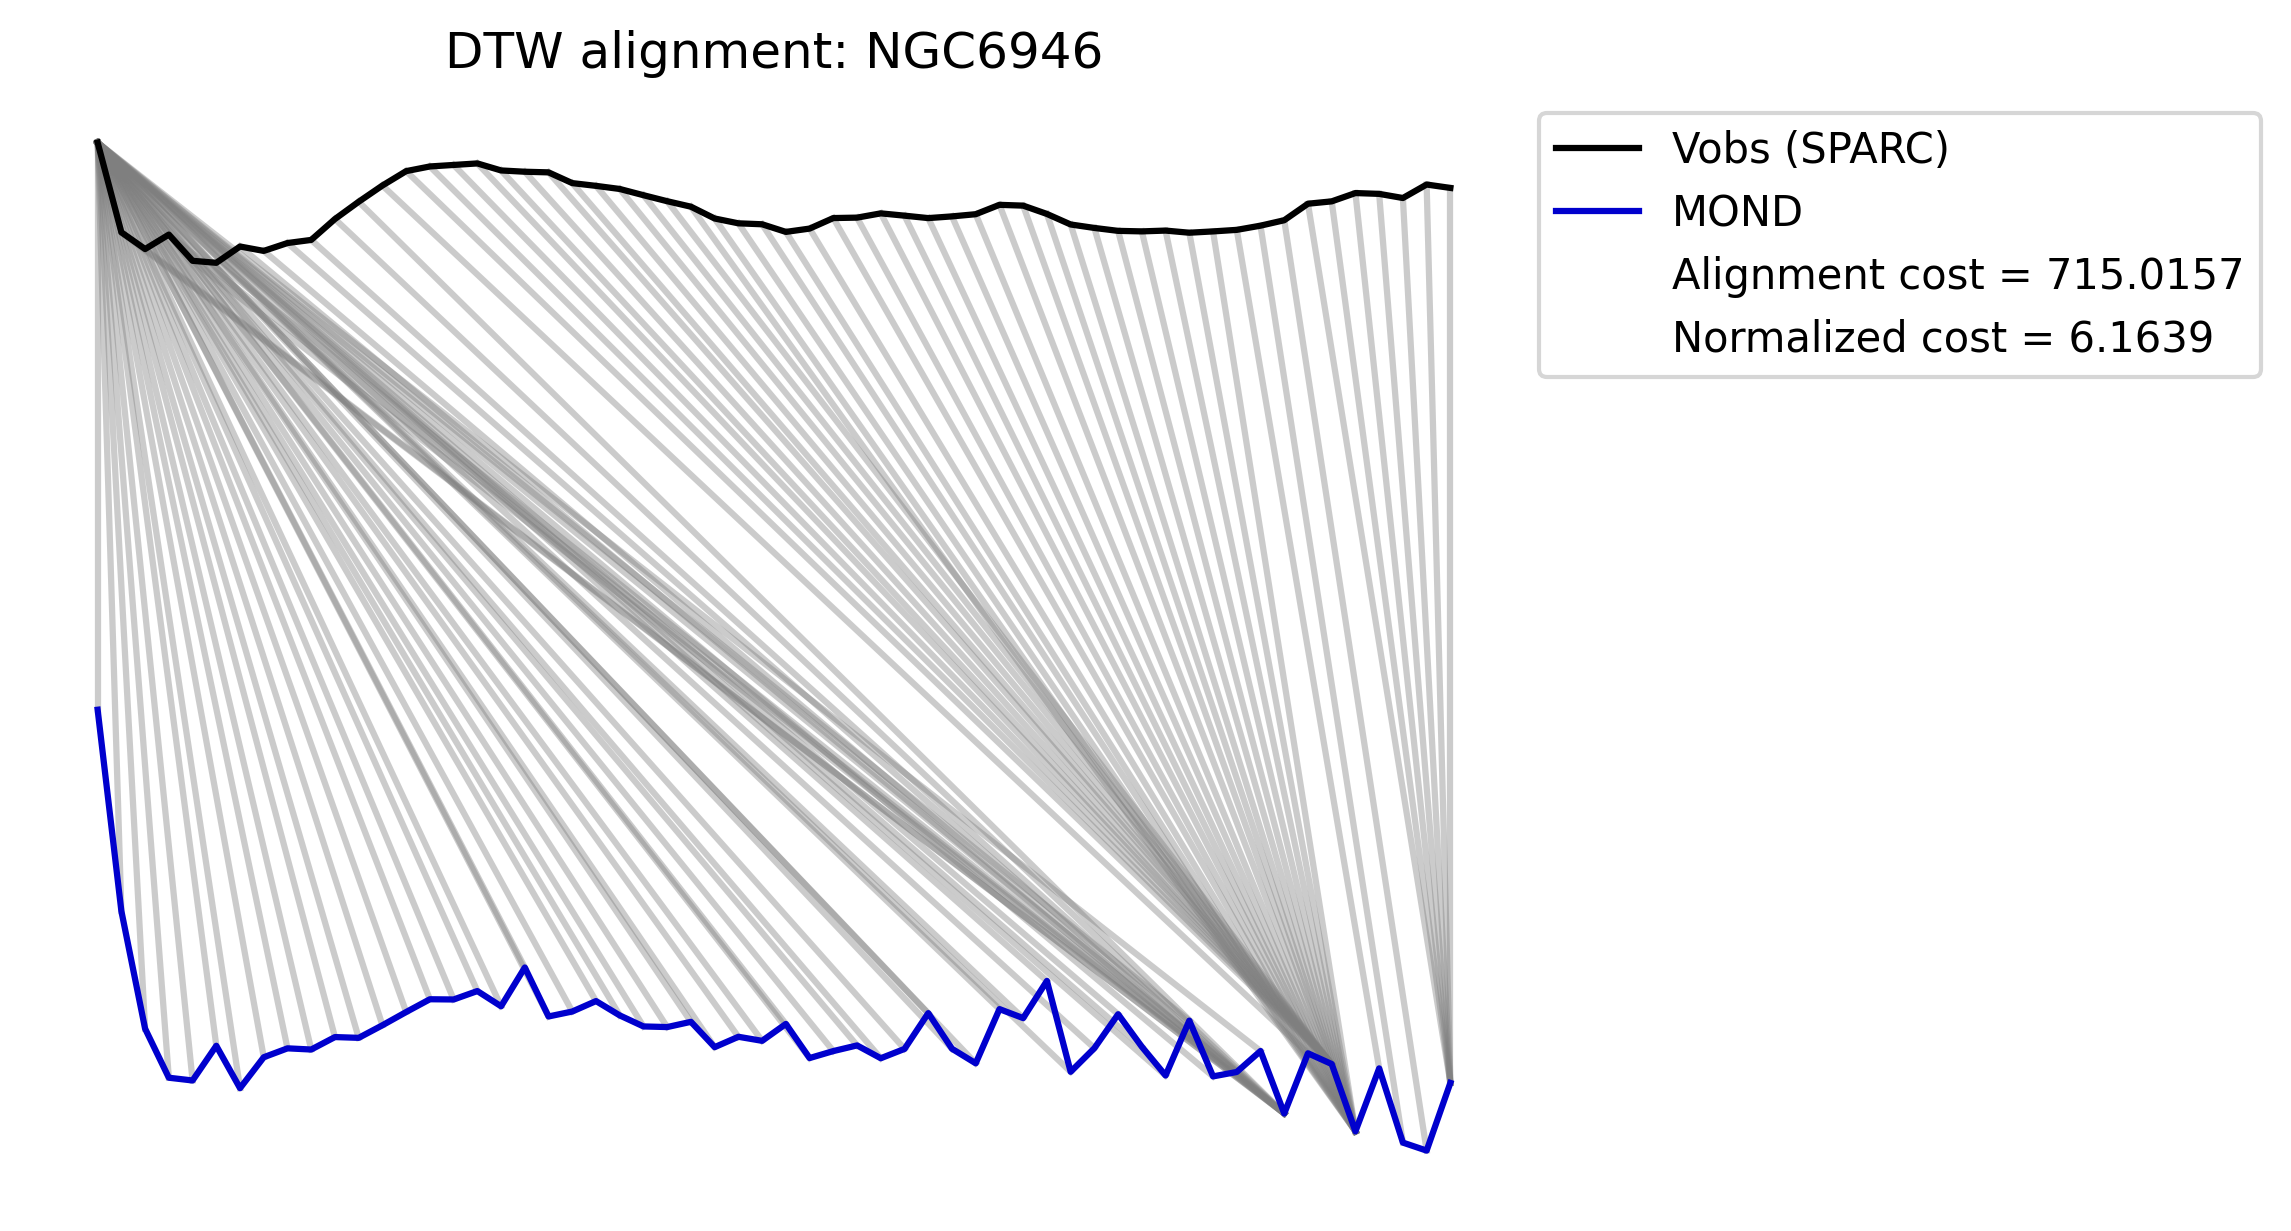 DTW alignment: NGC6946
Vobs (SPARC)
MOND
Alignment cost = 715.0157
Normalized cost = 6.1639